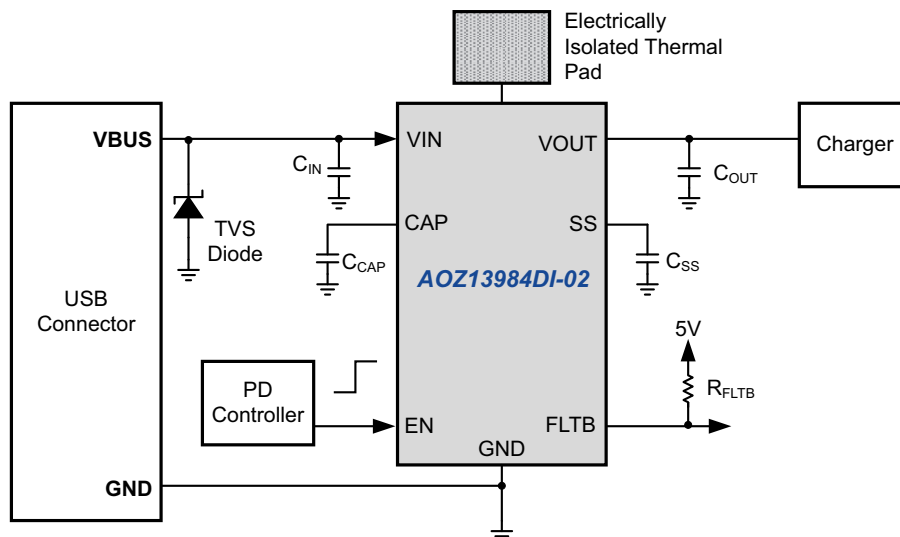 Electrically
Isolated Thermal
Pad
VBUS
VIN
VOUT
Charger
CIN
COUT
TVS
Diode
CAP
SS
CCAP
CSS
AOZ13984DI-02
USB
Connector
5V
PD
Controller
RFLTB
EN
FLTB
GND
GND